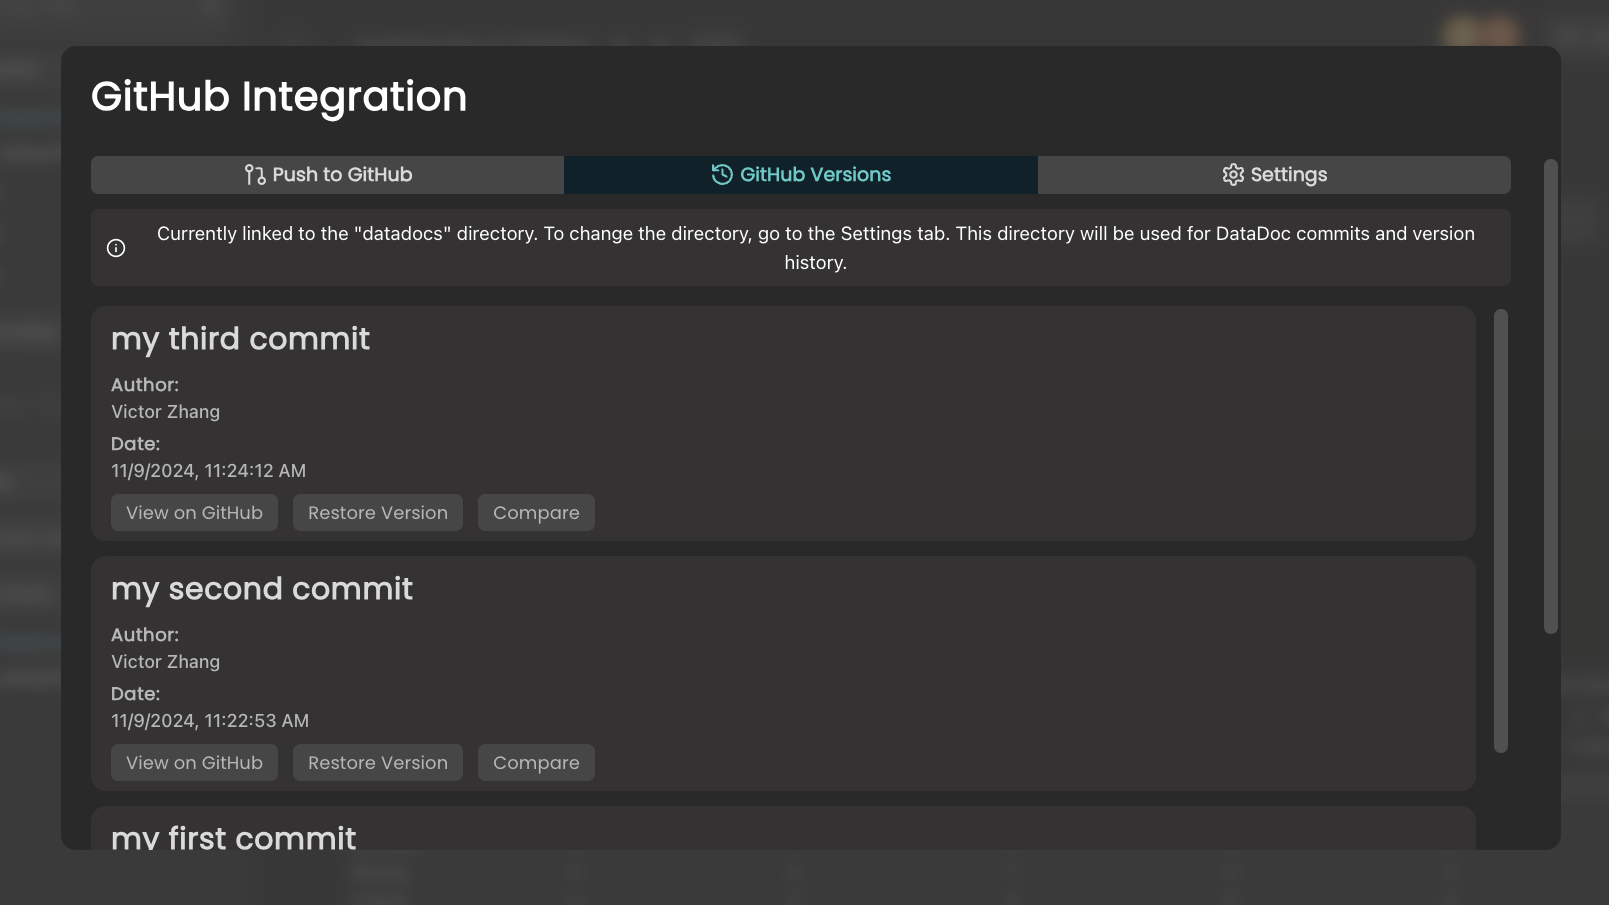 GitHub Integration
Push to GitHub
GitHub Versions
Settings
Currently linked to the "datadocs" directory. To change the directory, go to the Settings tab. This directory will be used for DataDoc commits and version
history.
my third commit
Author:
Victor Zhang
Date:
11/9/2024, 11:24:12 AM
View on GitHub
Restore Version
Compare
my second commit
Author:
Victor Zhang
Date:
11/9/2024, 11:22:53 AM
View on GitHub
Restore Version
Compare
my first commit